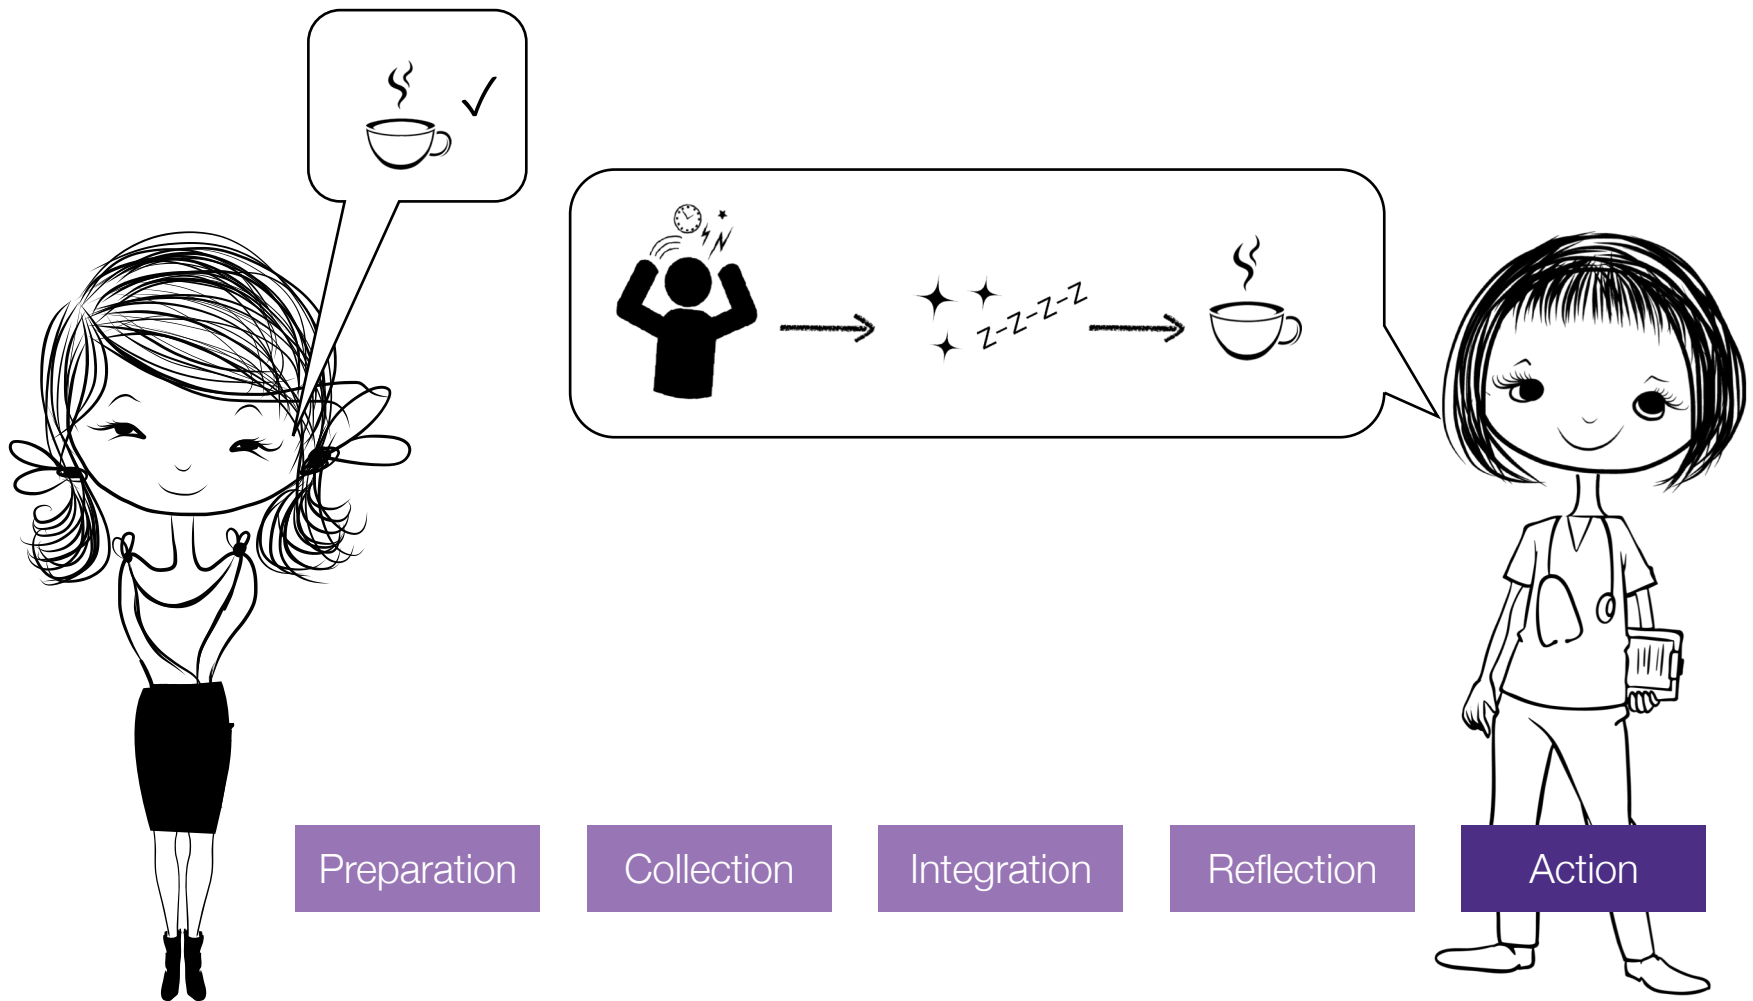 z-z-z-z-z
Preparation
Collection
Integration
Reflection
Action